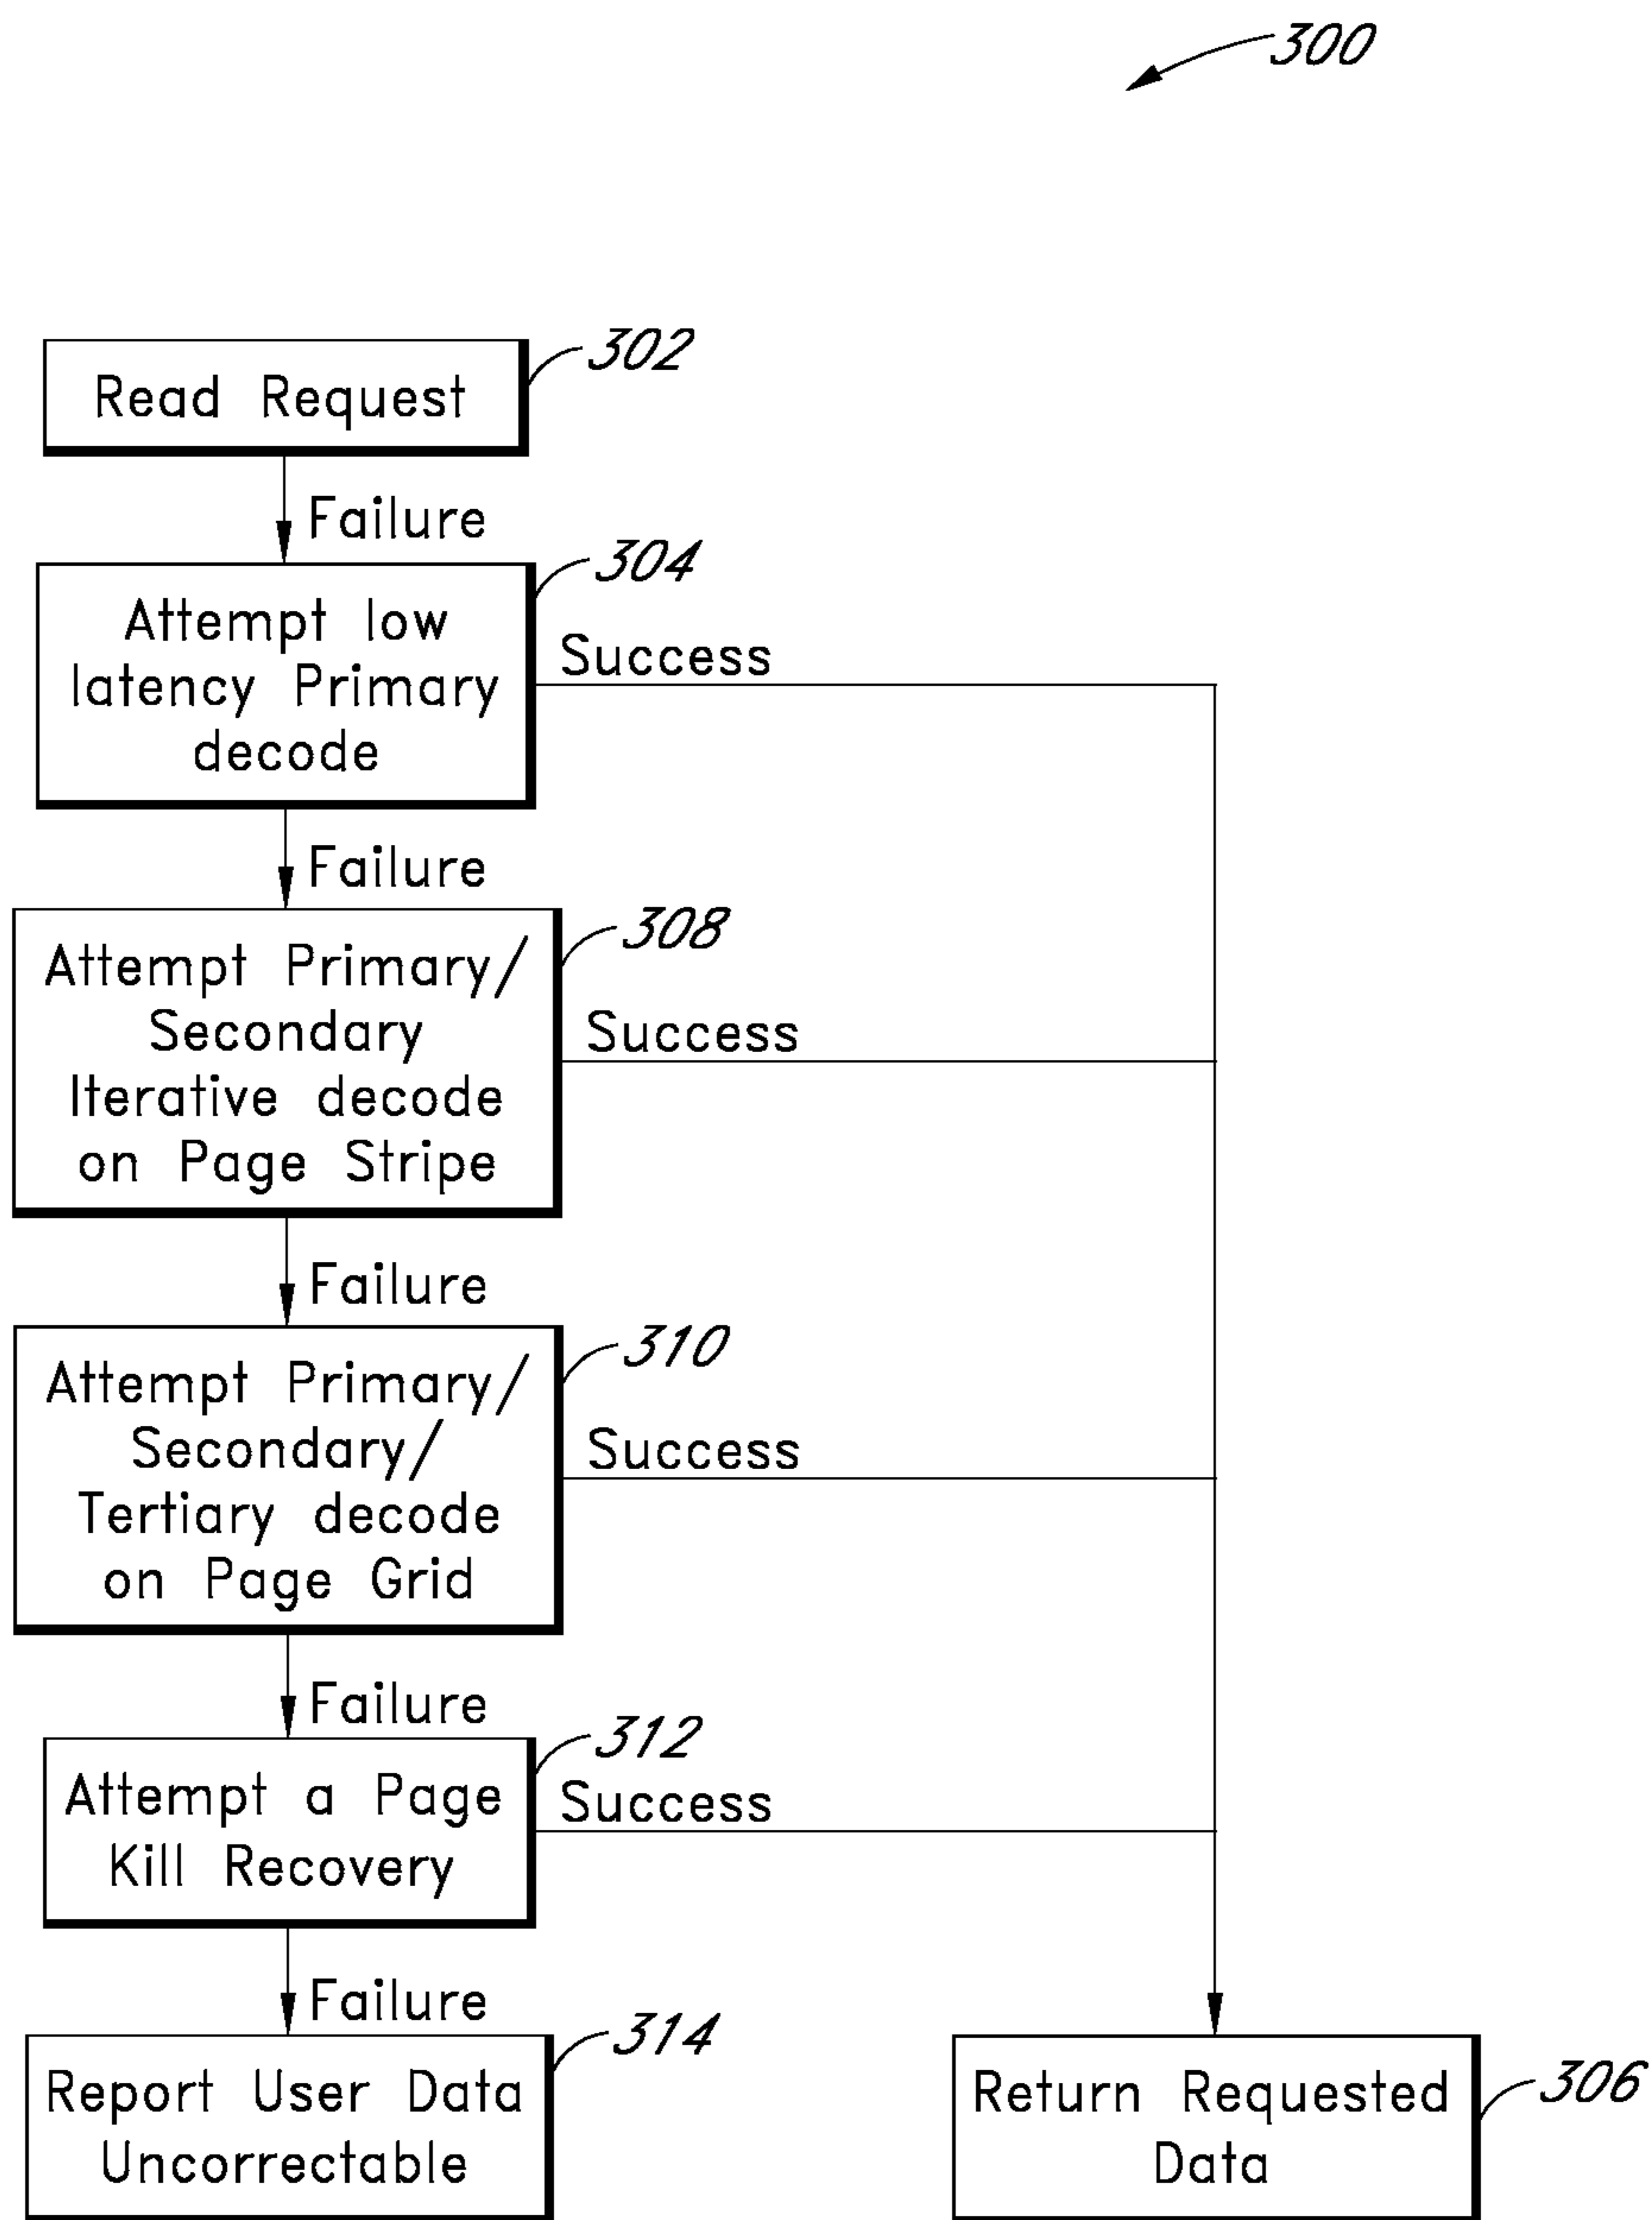 300
302
Read Request
Failure
304
Attempt low
latency Primary
decode
Success
Failure
308
Attempt Primary/
Secondary
Iterative decode
on Page Stripe
Success
Failure
310
Attempt Primary/
Secondary/
Tertiary decode
on Page Grid
Success
Failure
312
Attempt a Page
Kill Recovery
Success
Failure
314
Report User Data
Uncorrectable
306
Return Requested
Data